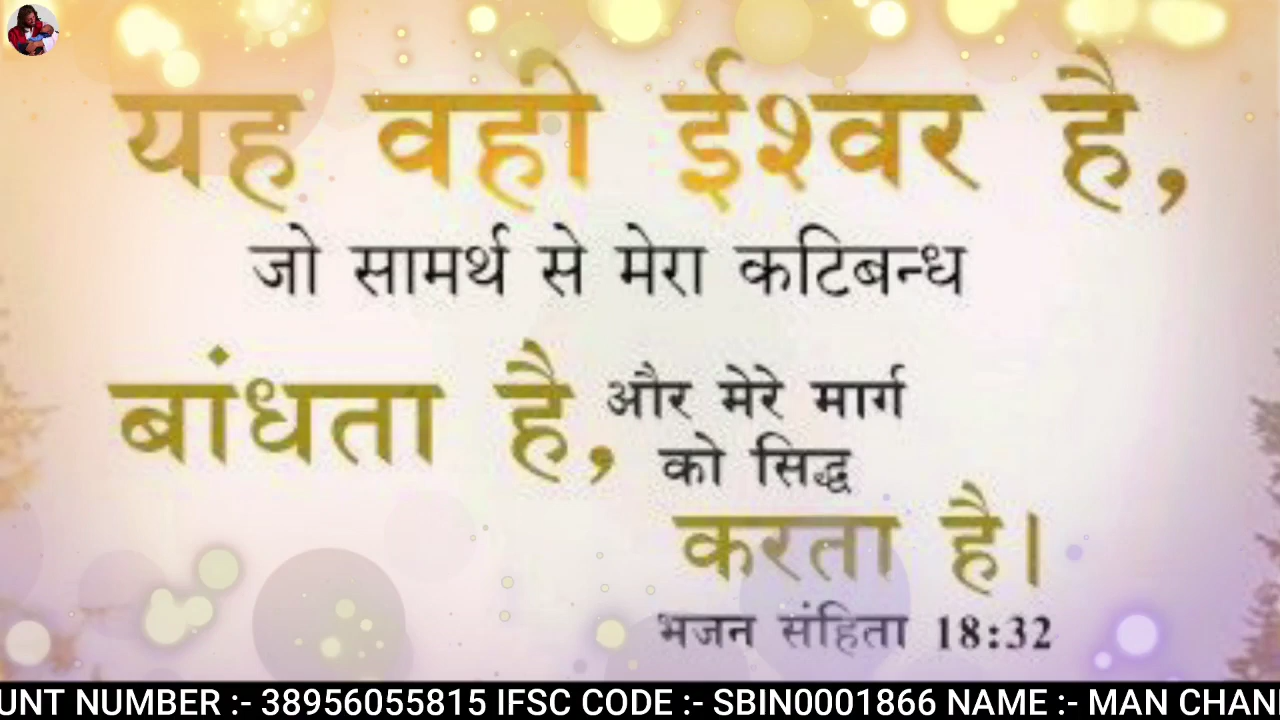 यह वही ईश्वर है,
जो सामर्थ से मेरा कटिबन्ध
बांधता है, और मेरे मार्ग
को सिद्ध
करता है।
भजन संहिता 18:32
UNT NUMBER :- 38956055815 IFSC CODE :- SBIN0001866 NAME :- MAN CHAN